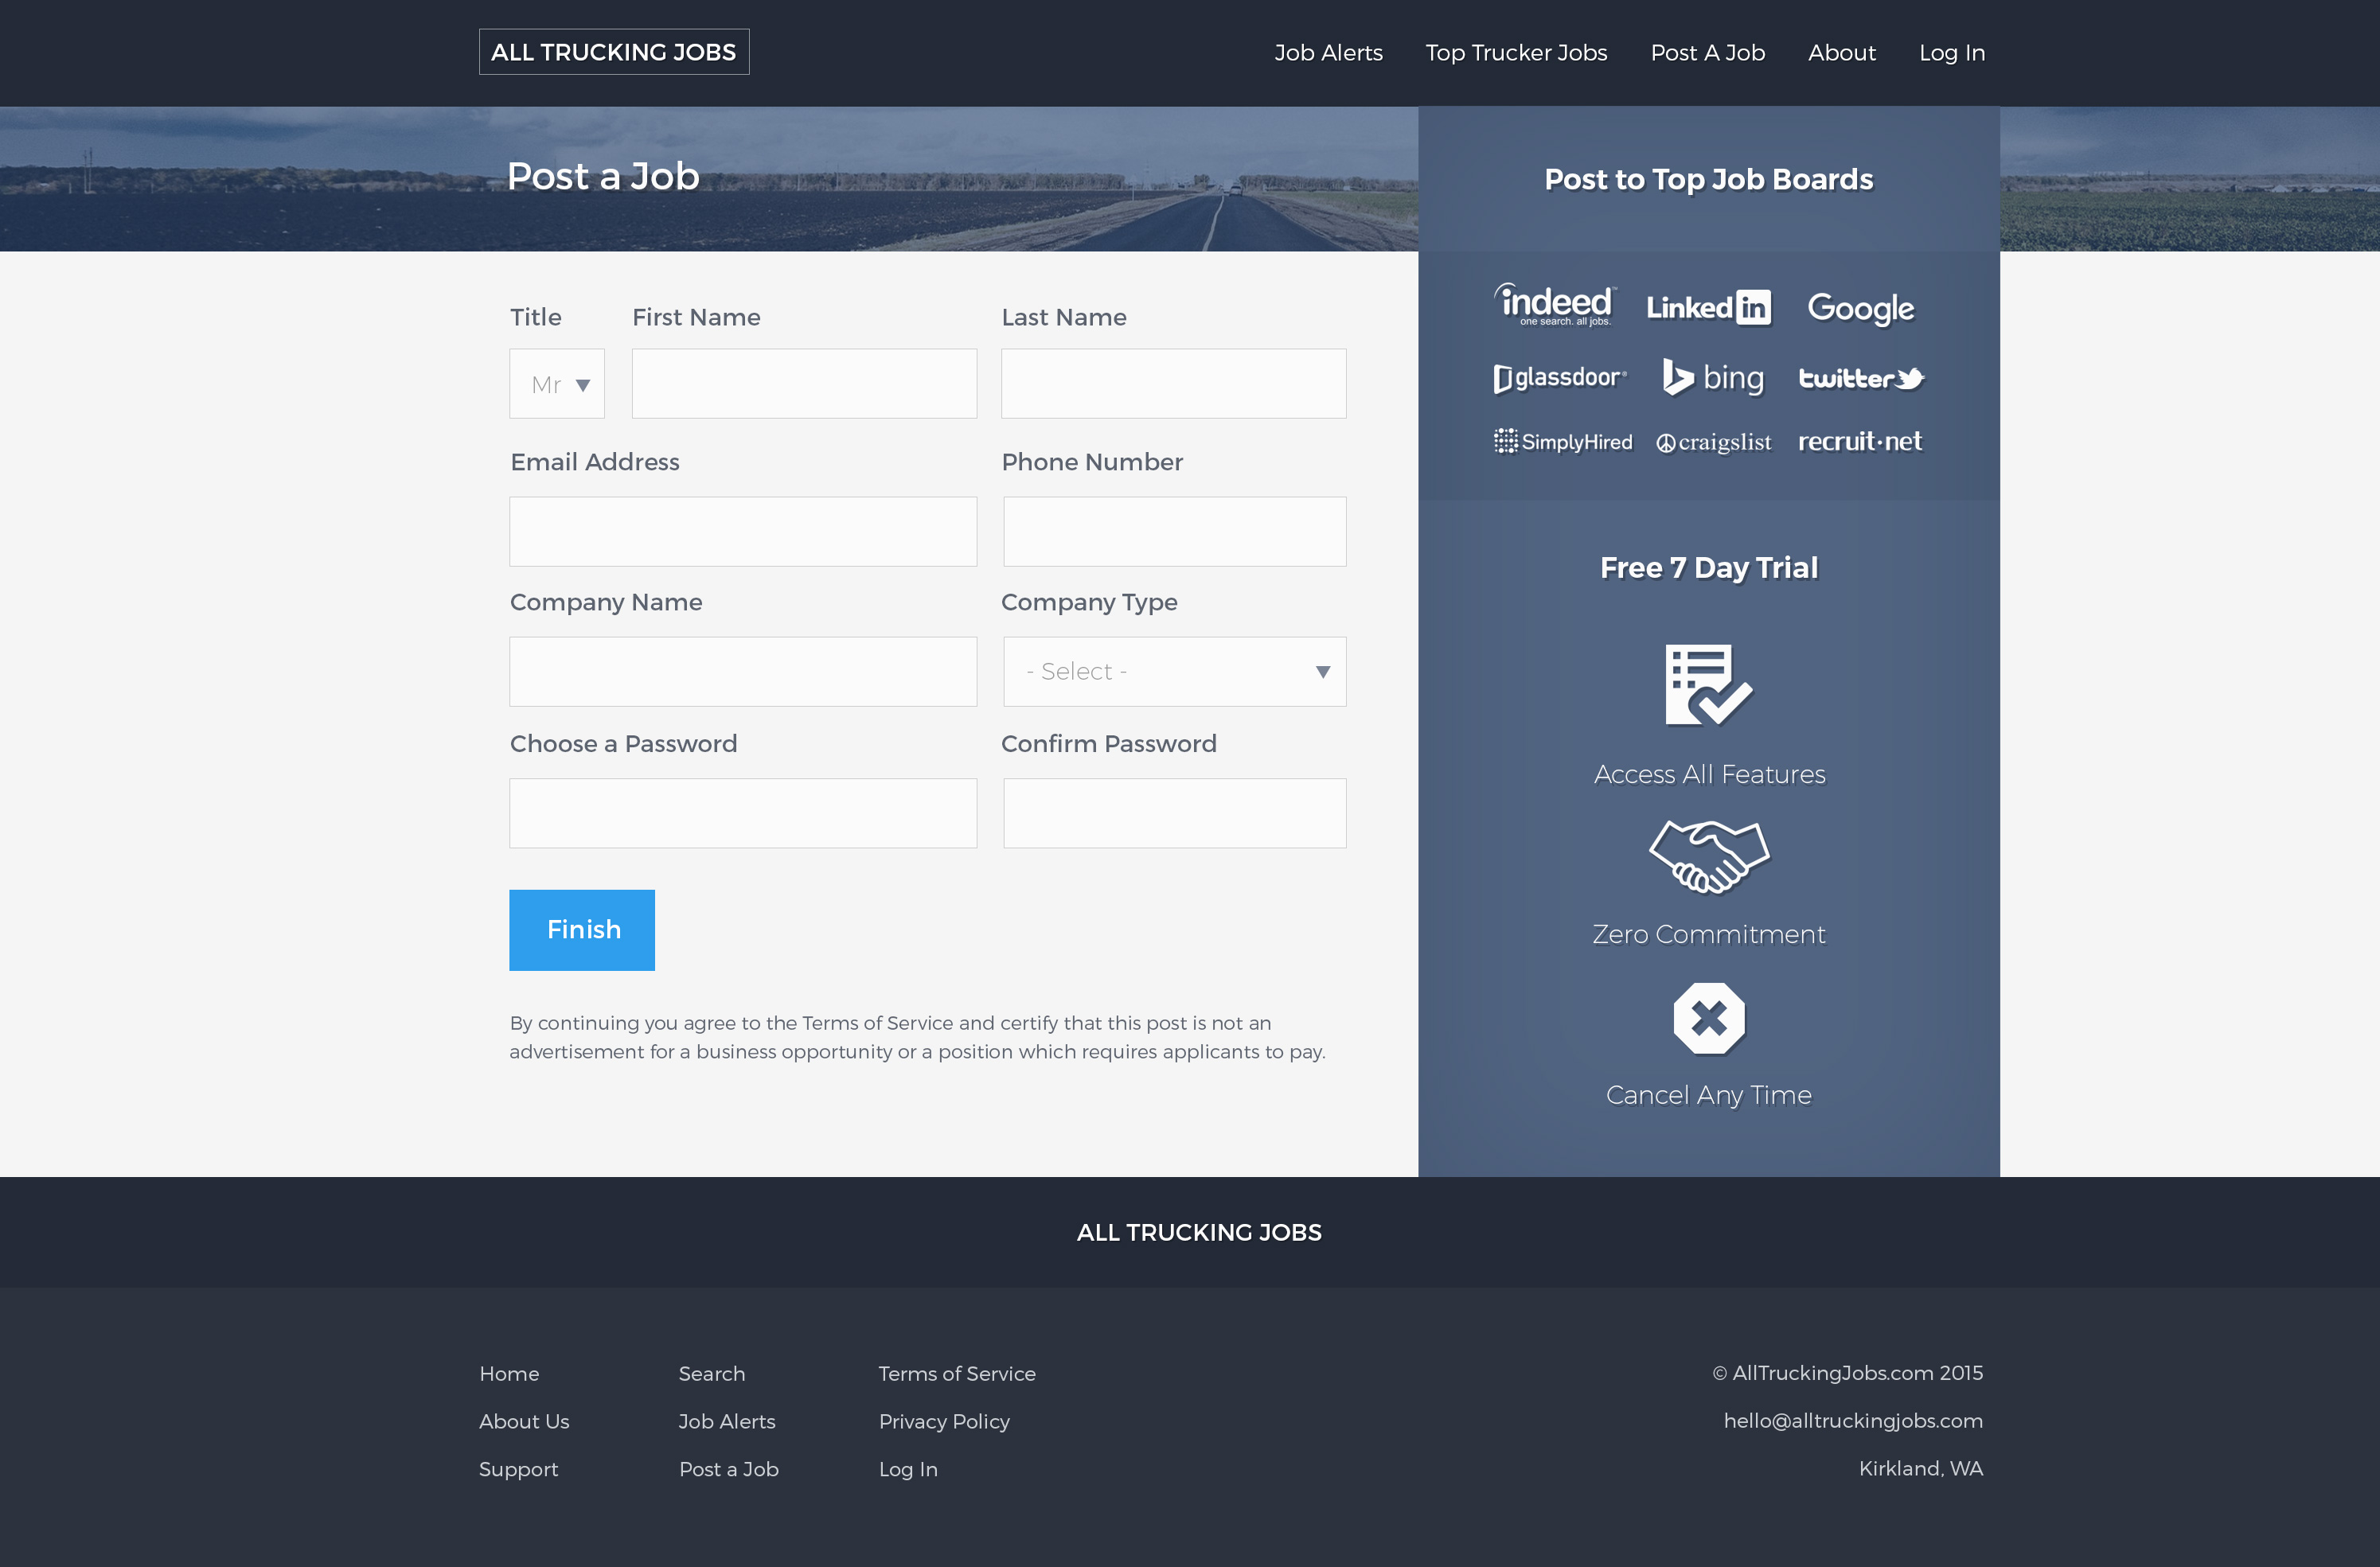 ALL TRUCKING JOBS
Job Alerts
Top Trucker Jobs
Post A Job
About
Log In
Post a Job
Title
First Name
Last Name
Mr
Email Address
Phone Number
Company Name
Company Type
- Select -
Choose a Password
Confirm Password
Finish
By continuing you agree to the Terms of Service and certify that this post is not an
advertisement for a business opportunity or a position which requires applicants to pay.
Post to Top Job Boards
indeed™
one search. all jobs.
Linked in
Google
glassdoor®
bing
twitter
SimplyHired
craigslist
recruit·net
Free 7 Day Trial
Access All Features
Zero Commitment
Cancel Any Time
ALL TRUCKING JOBS
Home
About Us
Support
Search
Job Alerts
Post a Job
Terms of Service
Privacy Policy
Log In
© AllTruckingJobs.com 2015
hello@alltruckingjobs.com
Kirkland, WA